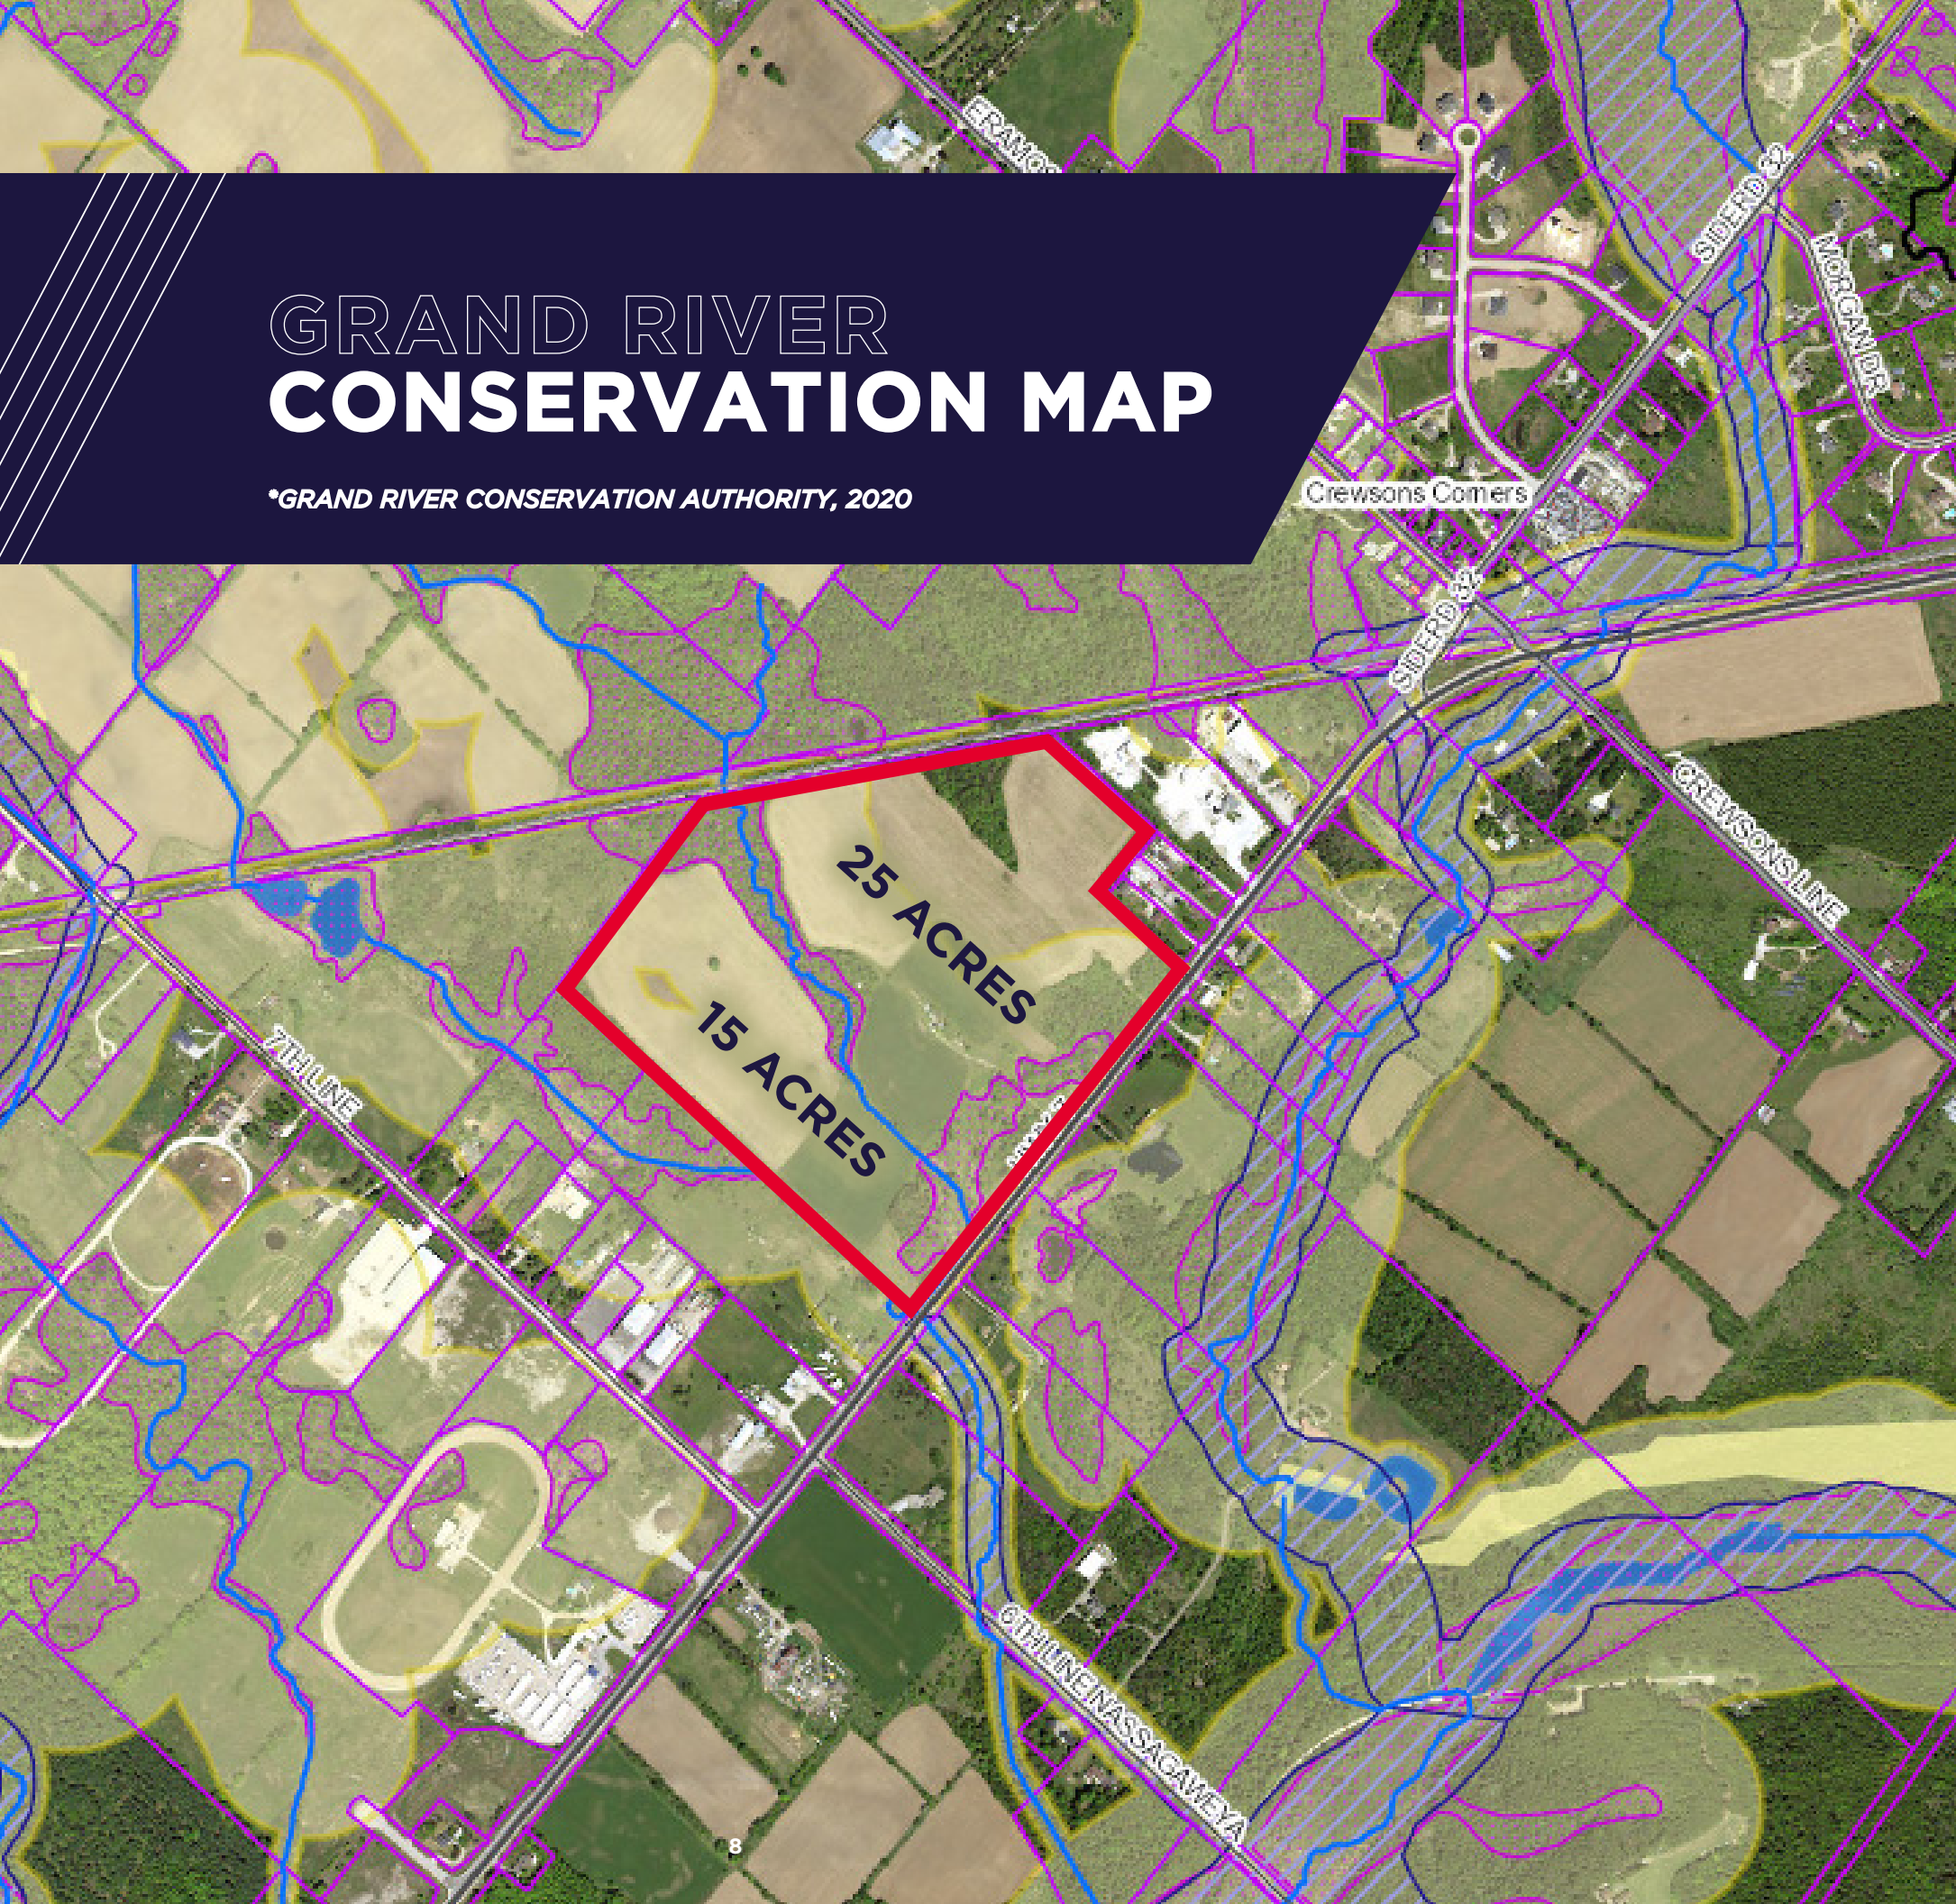 GRAND RIVER
CONSERVATION MAP
*GRAND RIVER CONSERVATION AUTHORITY, 2020
SIDERD 32
MORGAN DR
Crewsons Corners
SIDERD 32
CREWSONS LINE
25 ACRES
15 ACRES
7TH LINE
6TH LINE NASSAGAWEYA
8